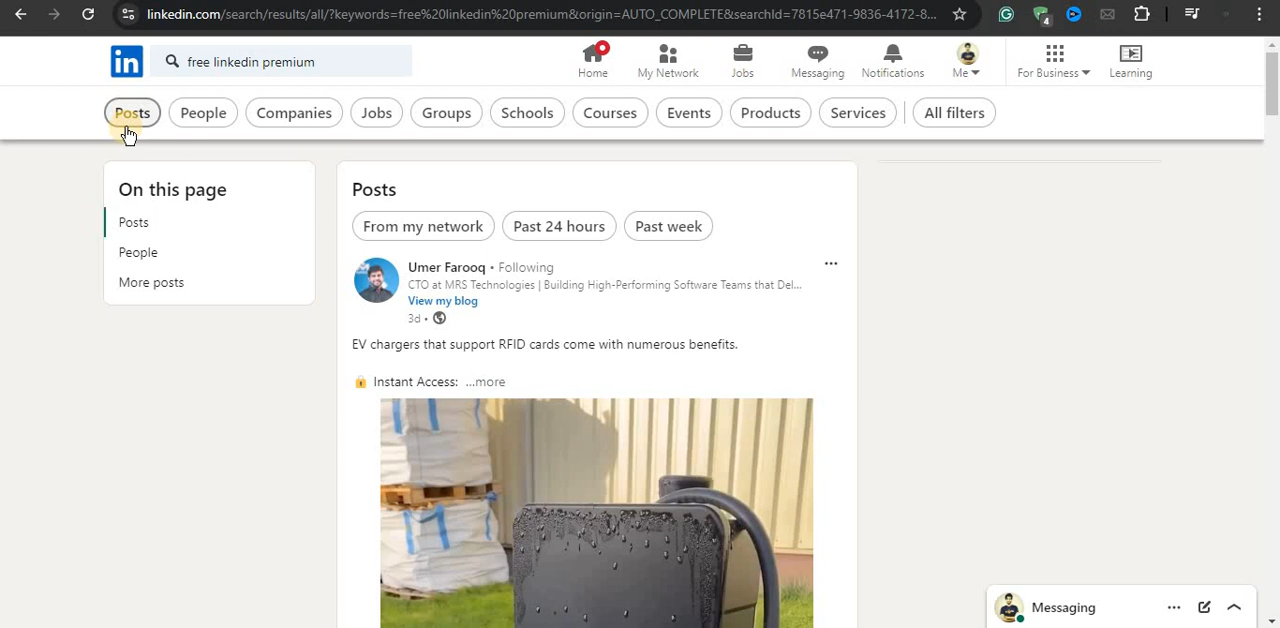 linkedin.com/search/results/all/?keywords=free%20linkedin%20premium&origin=AUTO_COMPLETE&searchId=7815e471-9836-4172-8...
4
in
free linkedin premium
Home
My Network
Jobs
Messaging
Notifications
Me
For Business
Learning
Posts
People
Companies
Jobs
Groups
Schools
Courses
Events
Products
Services
All filters
On this page
Posts
People
More posts
Posts
From my network
Past 24 hours
Past week
Umer Farooq • Following
CTO at MRS Technologies | Building High-Performing Software Teams that Del...
View my blog
3d •
EV chargers that support RFID cards come with numerous benefits.
🔒 Instant Access: ...more
Messaging